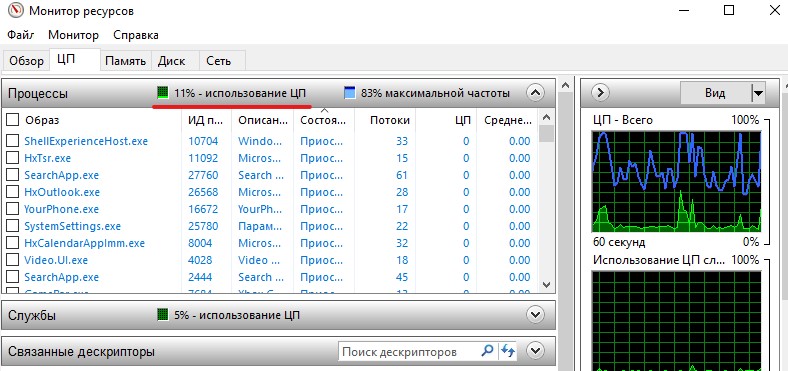 Монитор ресурсов
Файл Монитор Справка
Обзор ЦП Память Диск Сеть
Процессы 11% - использование ЦП 83% максимальной частоты
Образ ИД п... Описан... Состоя... Потоки ЦП Средне...
ShellExperienceHost.exe 10704 Windo... Приос... 33 0 0.00
HxTsr.exe 11092 Micros... Приос... 15 0 0.00
SearchApp.exe 27760 Search ... Приос... 61 0 0.00
HxOutlook.exe 26568 Micros... Приос... 28 0 0.00
YourPhone.exe 16672 YourPh... Приос... 17 0 0.00
SystemSettings.exe 25780 Парам... Приос... 22 0 0.00
HxCalendarAppImm.exe 8004 Micros... Приос... 32 0 0.00
Video.UI.exe 4028 Video ... Приос... 18 0 0.00
SearchApp.exe 2444 Search ... Приос... 45 0 0.00
Службы 5% - использование ЦП
Связанные дескрипторы Поиск дескрипторов
Вид
ЦП - Всего 100%
60 секунд 0%
Использование ЦП сл... 100%